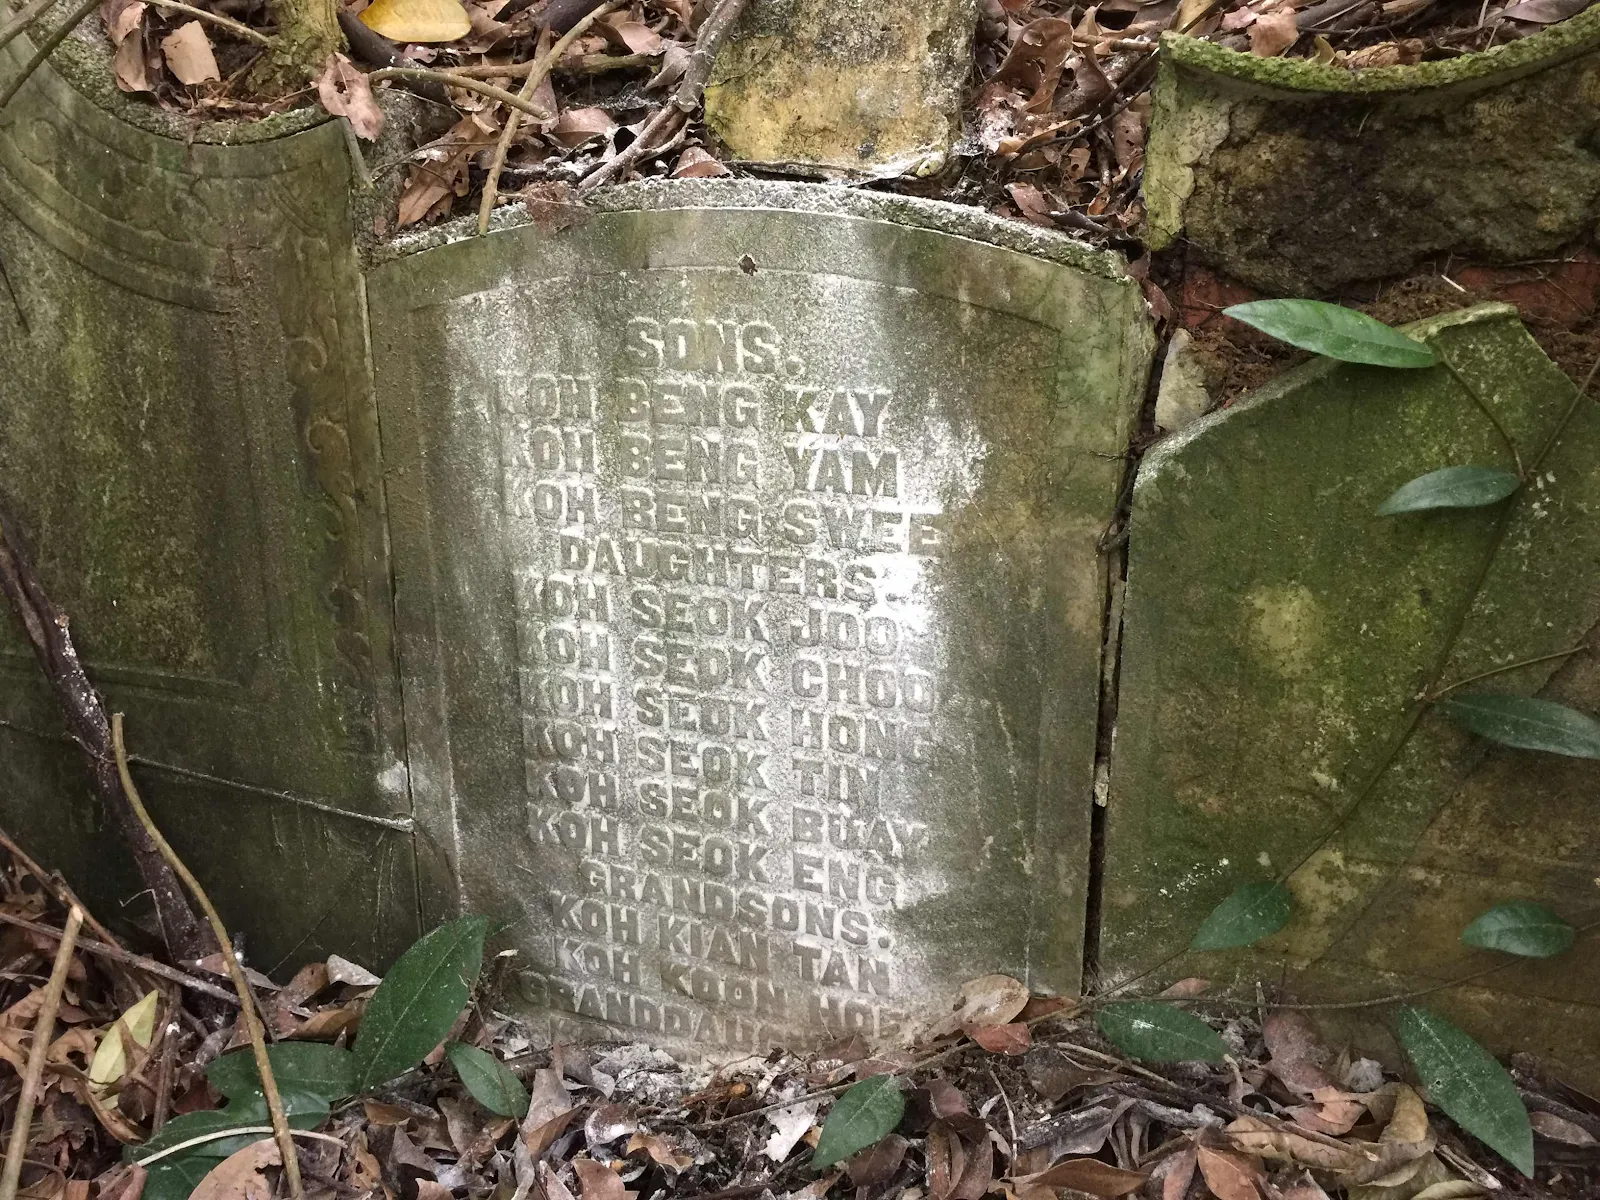 SONS.
KOH BENG KAY
KOH BENG YAM
KOH BENG SWEE
DAUGHTERS.
KOH SEOK JOO
KOH SEOK CHOO
KOH SEOK HONG
KOH SEOK TIN
KOH SEOK BUAY
KOH SEOK ENG
GRANDSONS.
KOH KIAN TAN
KOH KOON HOE